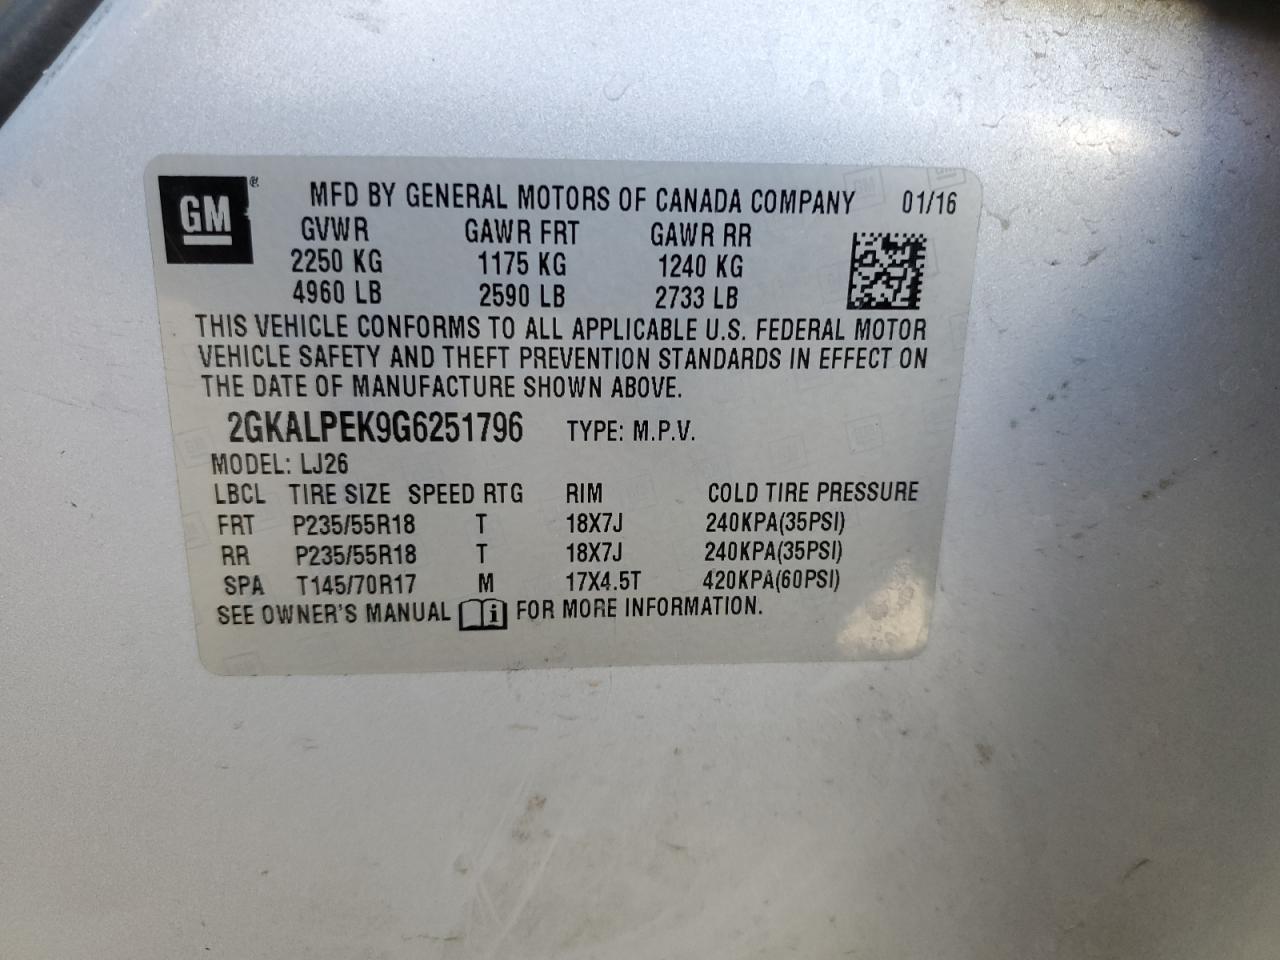 GM ® MFD BY GENERAL MOTORS OF CANADA COMPANY 01/16
GVWR GAWR FRT GAWR RR
2250 KG 1175 KG 1240 KG
4960 LB 2590 LB 2733 LB
THIS VEHICLE CONFORMS TO ALL APPLICABLE U.S. FEDERAL MOTOR
VEHICLE SAFETY AND THEFT PREVENTION STANDARDS IN EFFECT ON
THE DATE OF MANUFACTURE SHOWN ABOVE.
2GKALPEK9G6251796 TYPE: M.P.V.
MODEL: LJ26
LBCL TIRE SIZE SPEED RTG RIM COLD TIRE PRESSURE
FRT P235/55R18 T 18X7J 240KPA(35PSI)
RR P235/55R18 T 18X7J 240KPA(35PSI)
SPA T145/70R17 M 17X4.5T 420KPA(60PSI)
SEE OWNER'S MANUAL i FOR MORE INFORMATION.